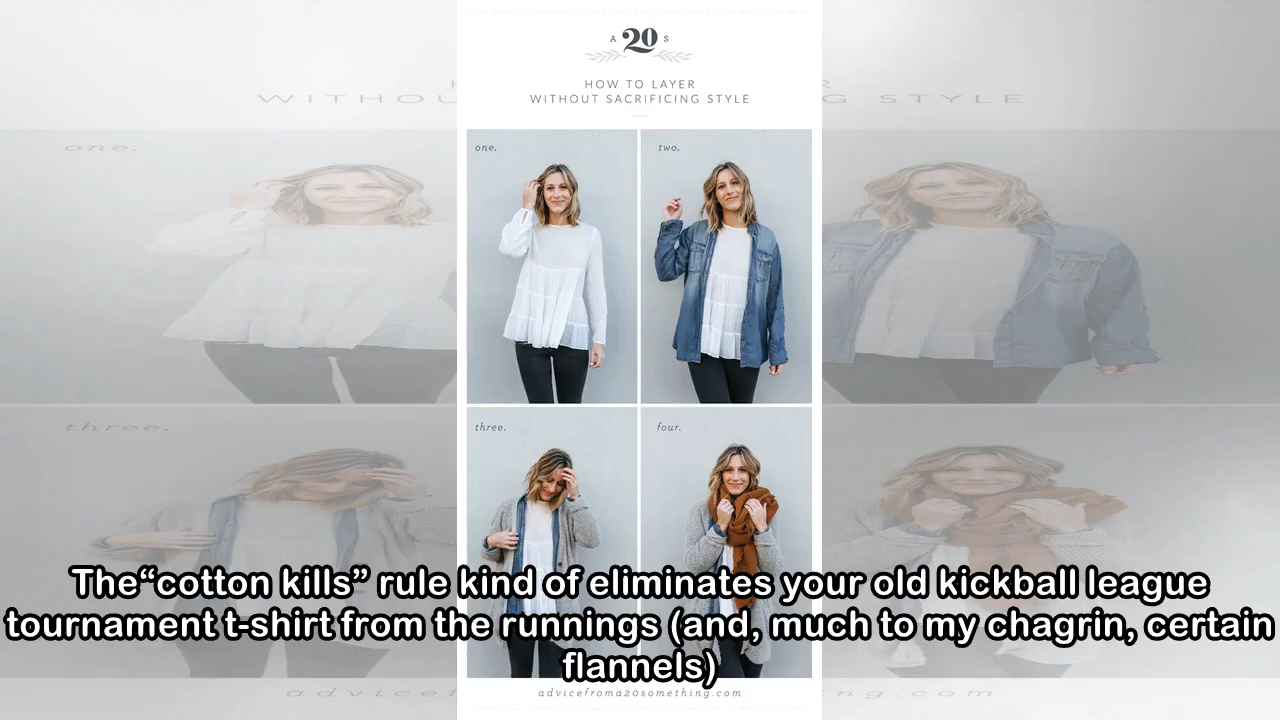 A 20 S
HOW TO LAYER
WITHOUT SACRIFICING STYLE
one.
two.
three.
four.
The“cotton kills” rule kind of eliminates your old kickball league
tournament t-shirt from the runnings (and, much to my chagrin, certain
flannels)
advicefroma20something.com